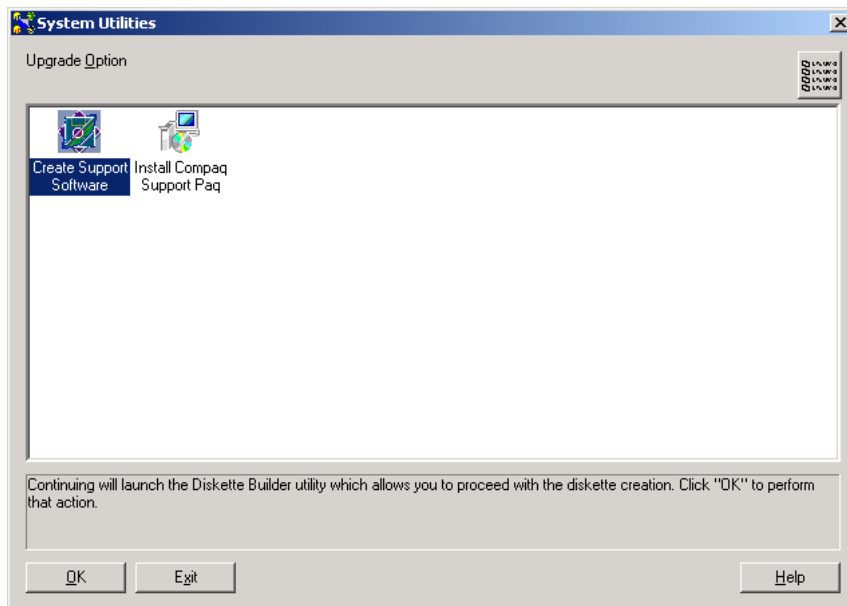 System Utilities
Upgrade Option
Create Support
Software
Install Compaq
Support Paq
Continuing will launch the Diskette Builder utility which allows you to proceed with the diskette creation. Click "OK" to perform
that action.
OK
Exit
Help